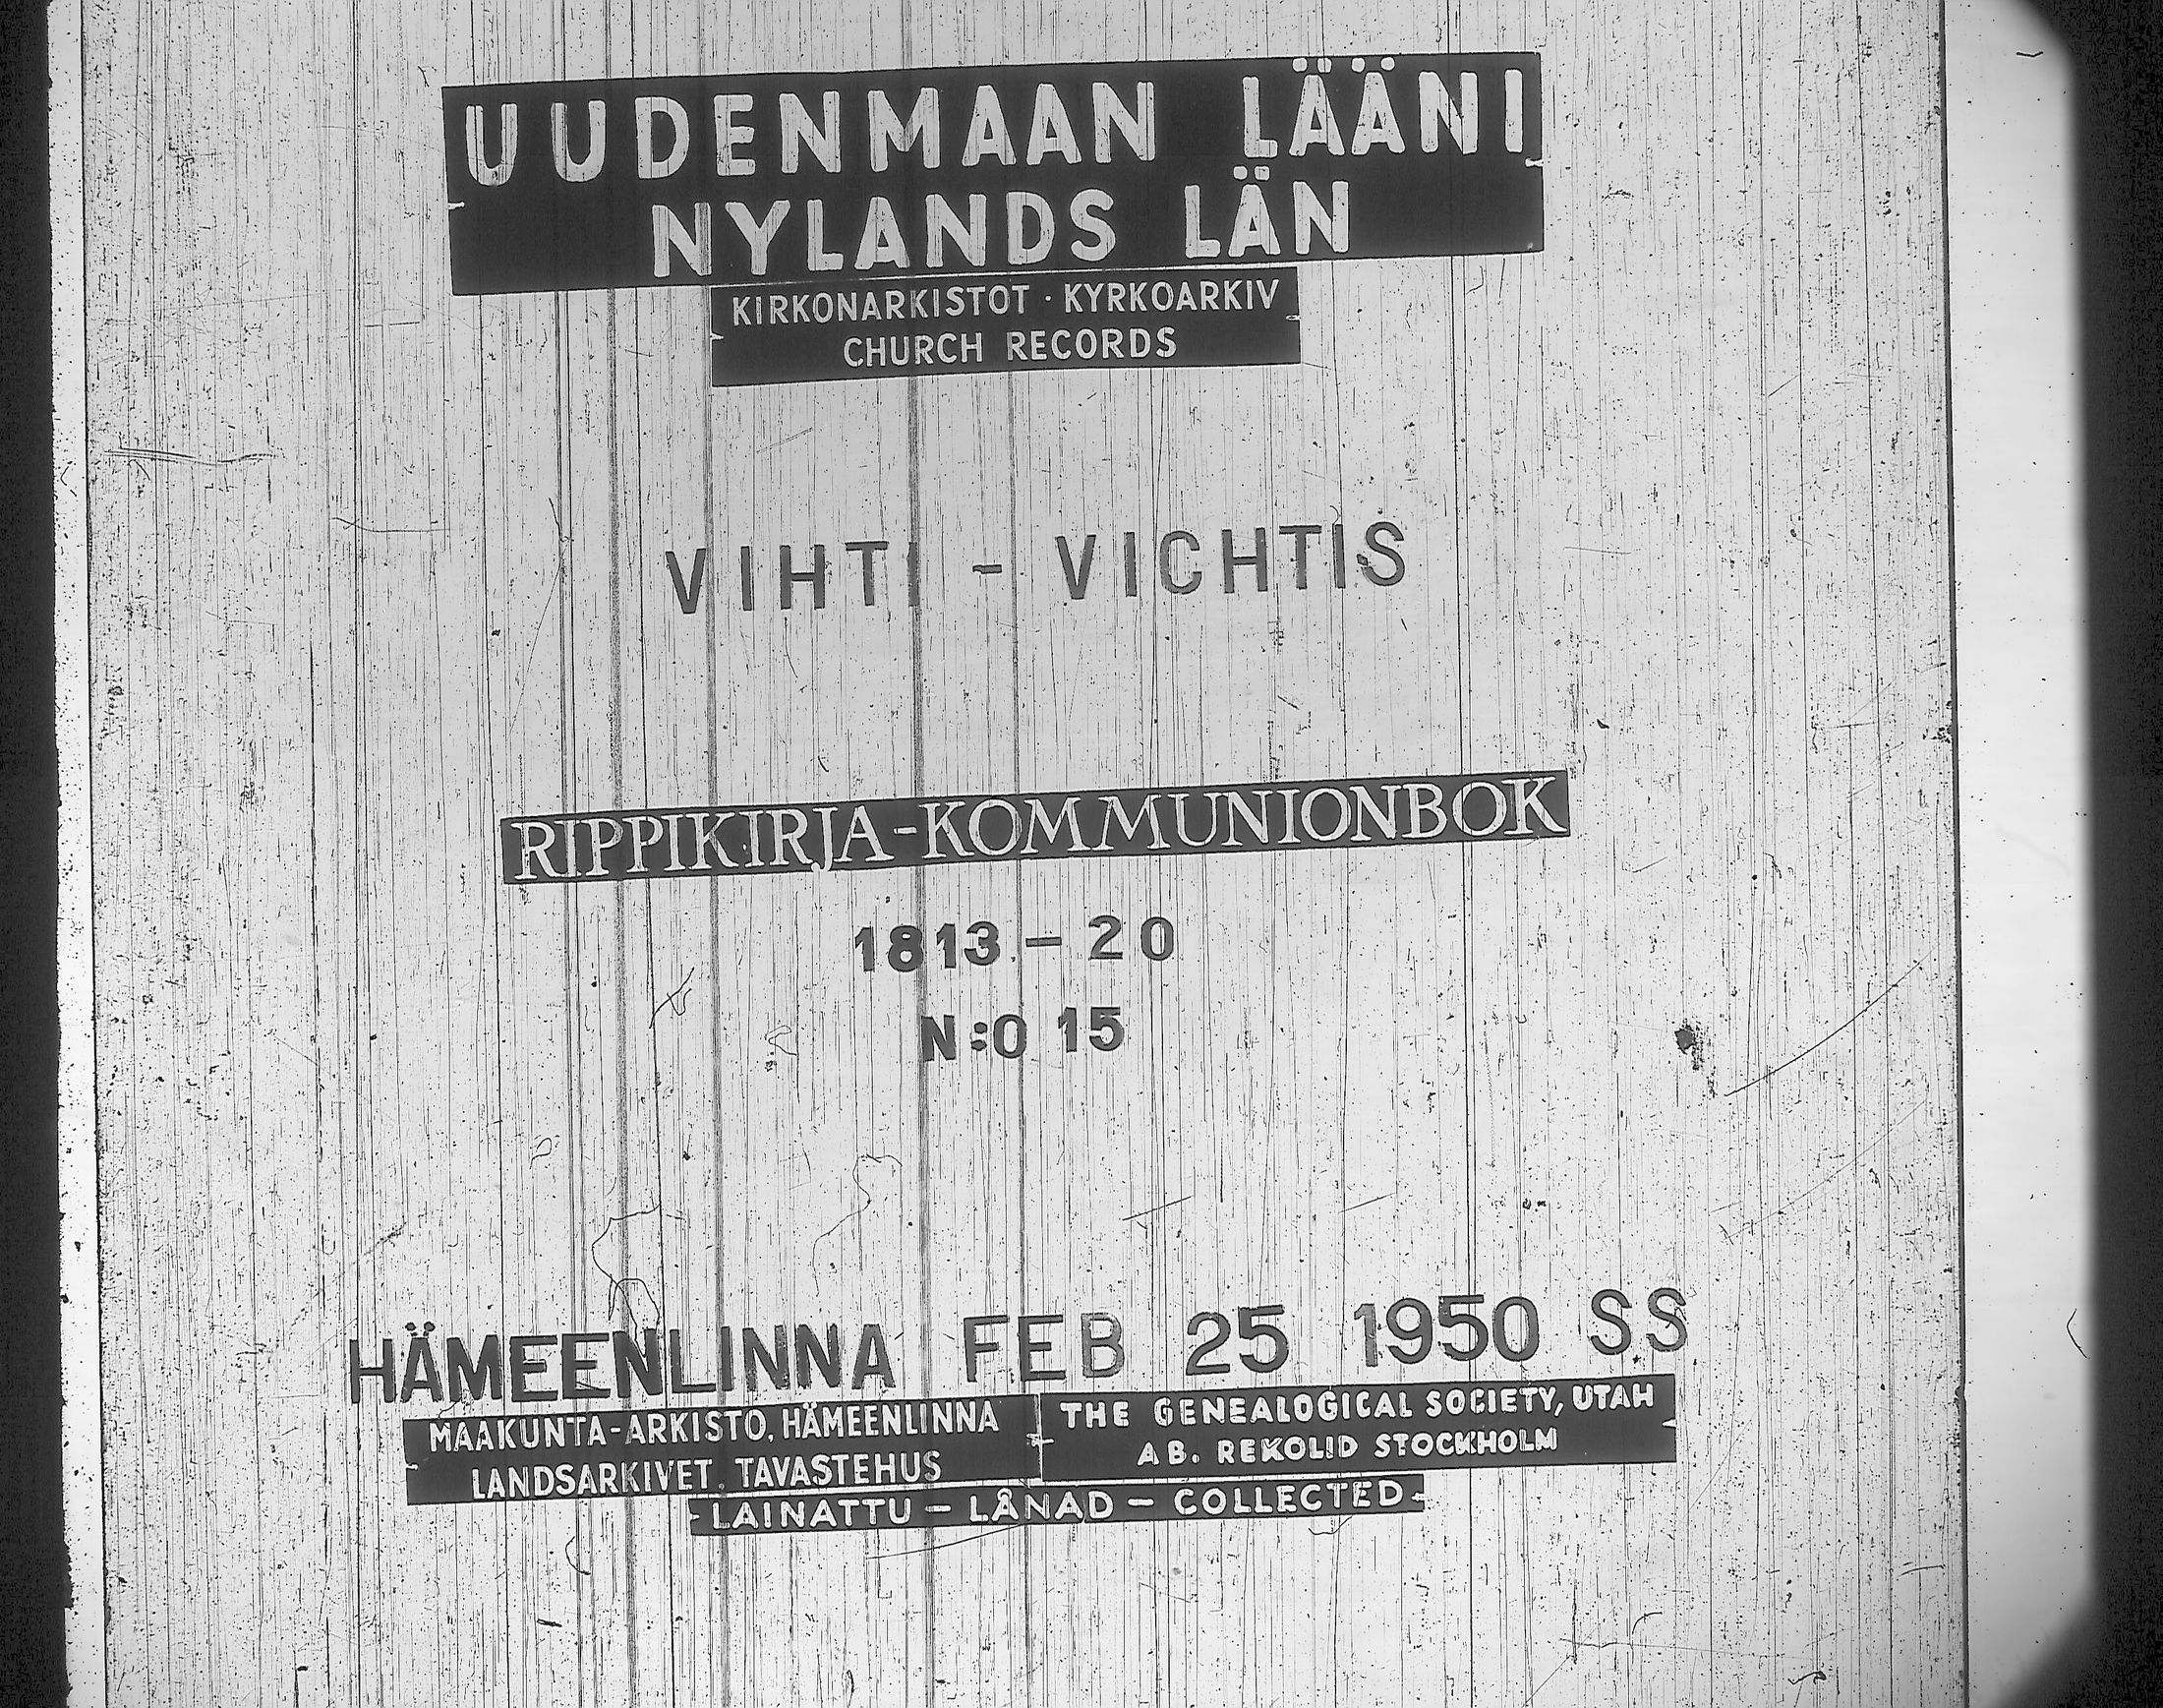 UUDENMAAN LÄÄNI
NYLANDS LÄN
KIRKONARKISTOT · KYRKOARKIV
CHURCH RECORDS
VIHTI - VICHTIS
RIPPIKIRJA-KOMMUNIONBOK
1813 - 20
N:O 15
HÄMEENLINNA FEB 25 1950 SS
MAAKUNTA-ARKISTO, HÄMEENLINNA
LANDSARKIVET, TAVASTEHUS
THE GENEALOGICAL SOCIETY, UTAH
AB. REKOLID STOCKHOLM
LAINATTU - LÅNAD - COLLECTED